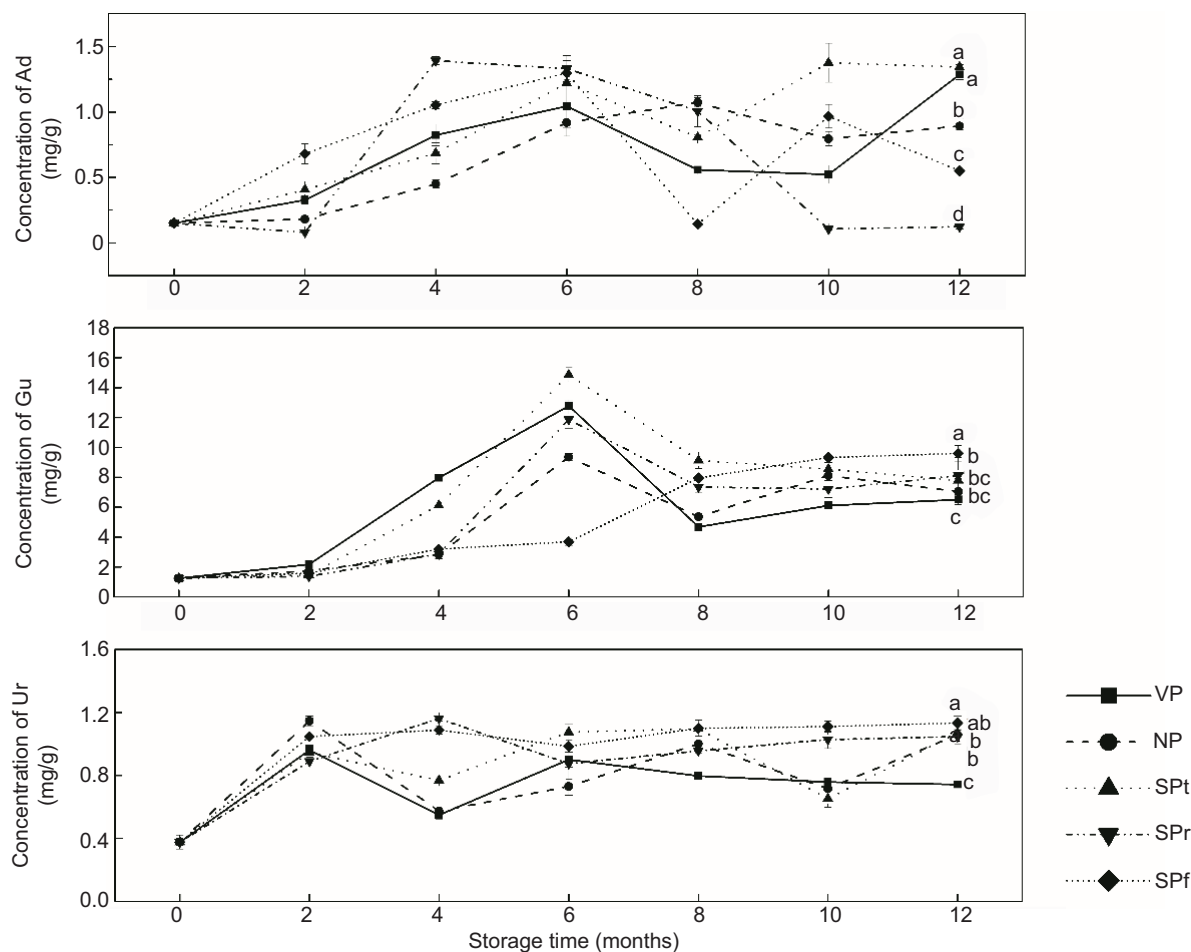 Concentration of Ad
(mg/g)
1.5
1.0
0.5
0
a
a
b
c
d
0 2 4 6 8 10 12
Concentration of Gu
(mg/g)
18
16
14
12
10
8
6
4
2
0
a
b
bc
bc
c
0 2 4 6 8 10 12
Concentration of Ur
(mg/g)
1.6
1.2
0.8
0.4
0.0
a
ab
b
b
c
0 2 4 6 8 10 12
Storage time (months)
VP
NP
SPt
SPr
SPf